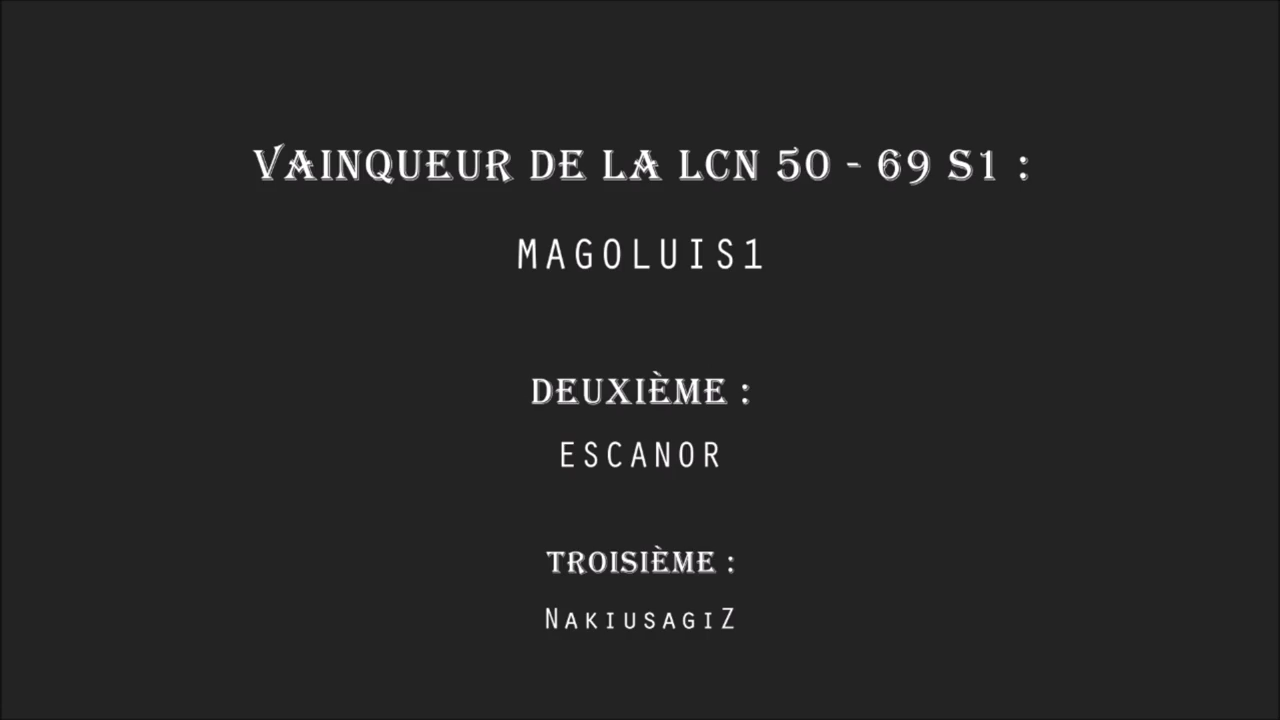 VAINQUEUR DE LA LCN 50 - 69 S1 :
MAGOLUIS1
DEUXIÈME :
ESCANOR
TROISIÈME :
NAKIUSAGIZ